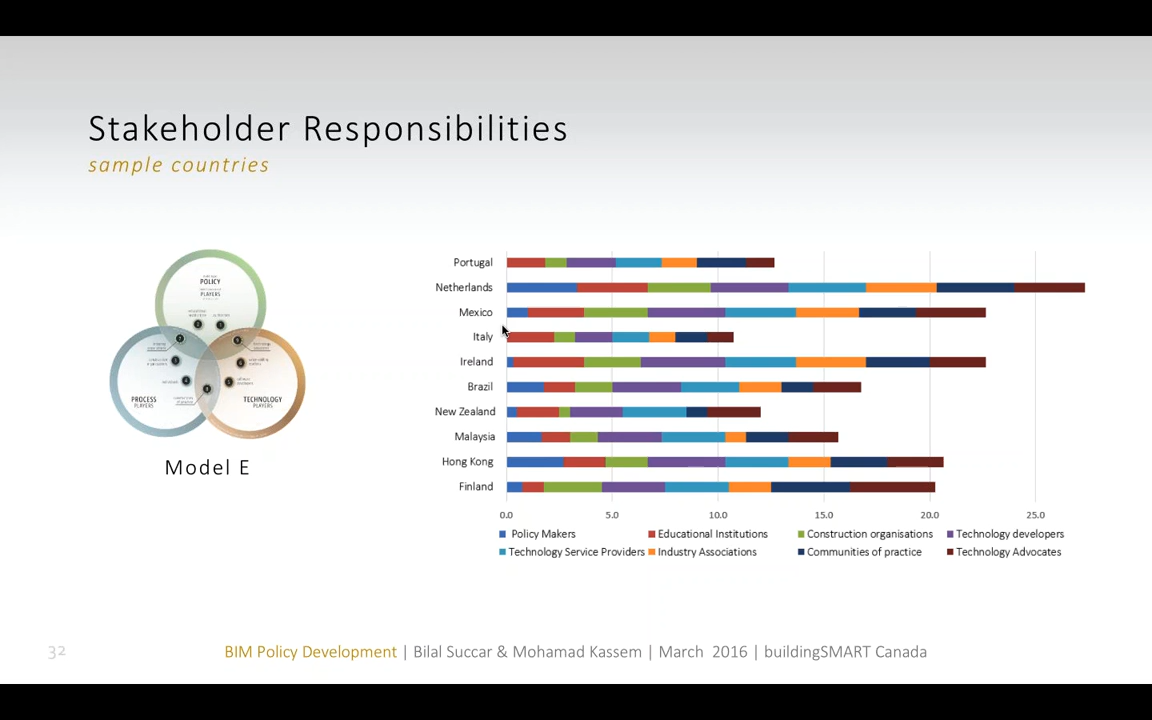 Stakeholder Responsibilities
sample countries
POLICY
PLAYERS
PROCESS
PLAYERS
TECHNOLOGY
PLAYERS
Model E
Portugal
Netherlands
Mexico
Italy
Ireland
Brazil
New Zealand
Malaysia
Hong Kong
Finland
0.0 5.0 10.0 15.0 20.0 25.0
Policy Makers Educational Institutions Construction organisations Technology developers
Technology Service Providers Industry Associations Communities of practice Technology Advocates
32
BIM Policy Development | Bilal Succar & Mohamad Kassem | March 2016 | buildingSMART Canada